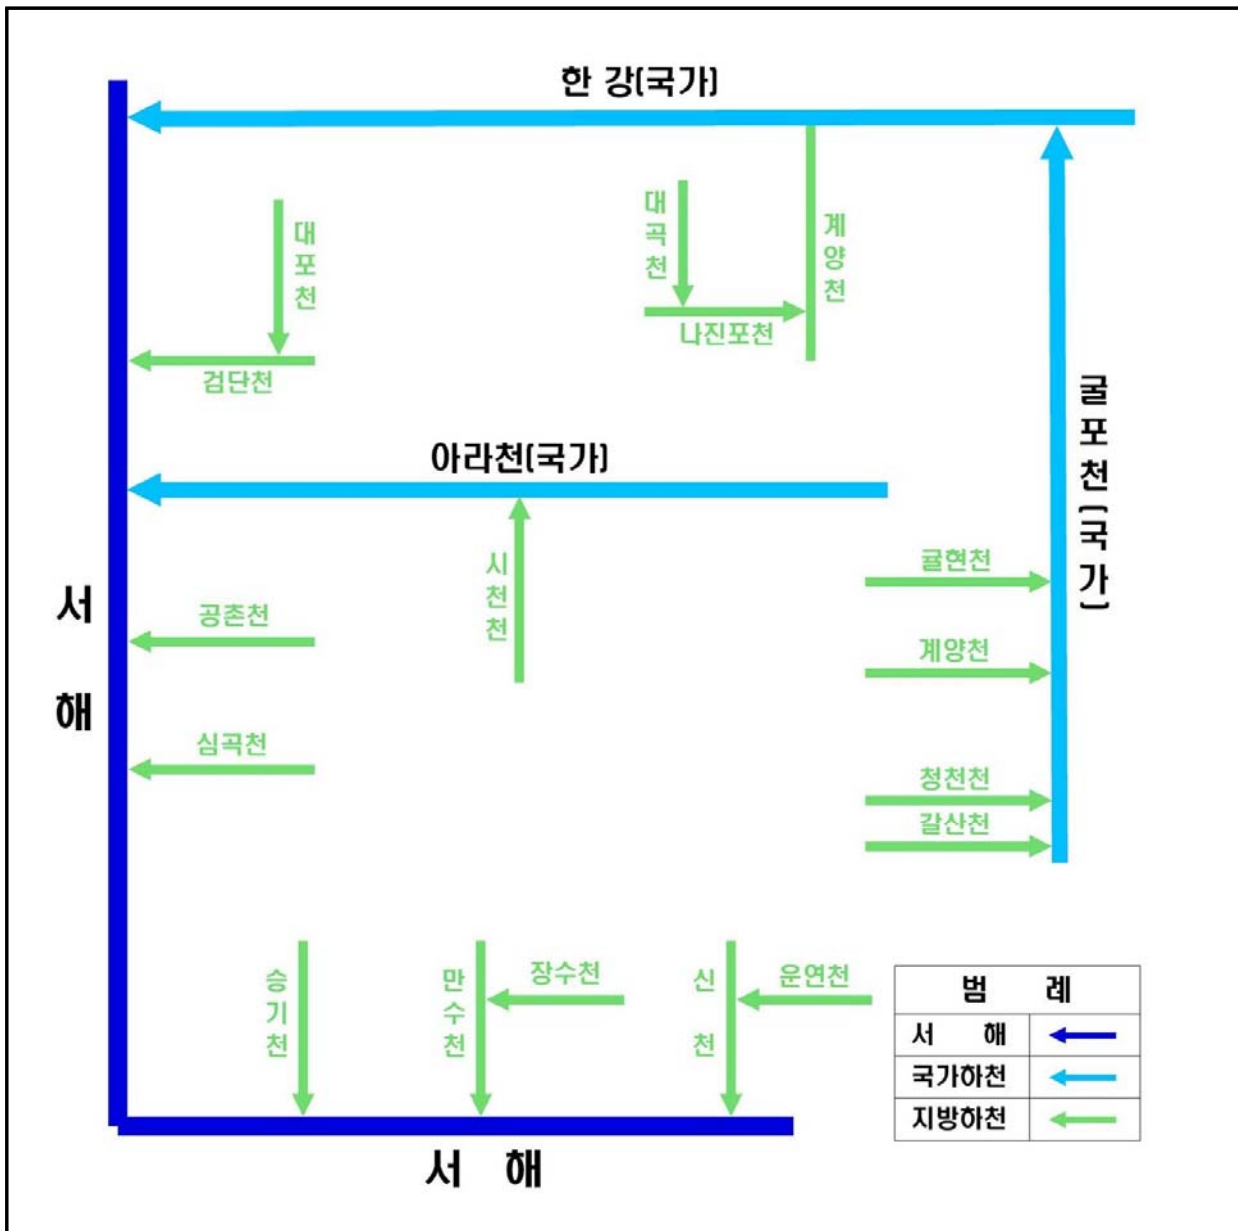 한 강(국가)
대포천
대곡천
계양천
나진포천
검단천
굴포천(국가)
아라천(국가)
시천천
귤현천
서해
공촌천
계양천
심곡천
청천천
갈산천
승기천
만수천
장수천
신천
운연천
범 례
서 해
국가하천
지방하천
서 해